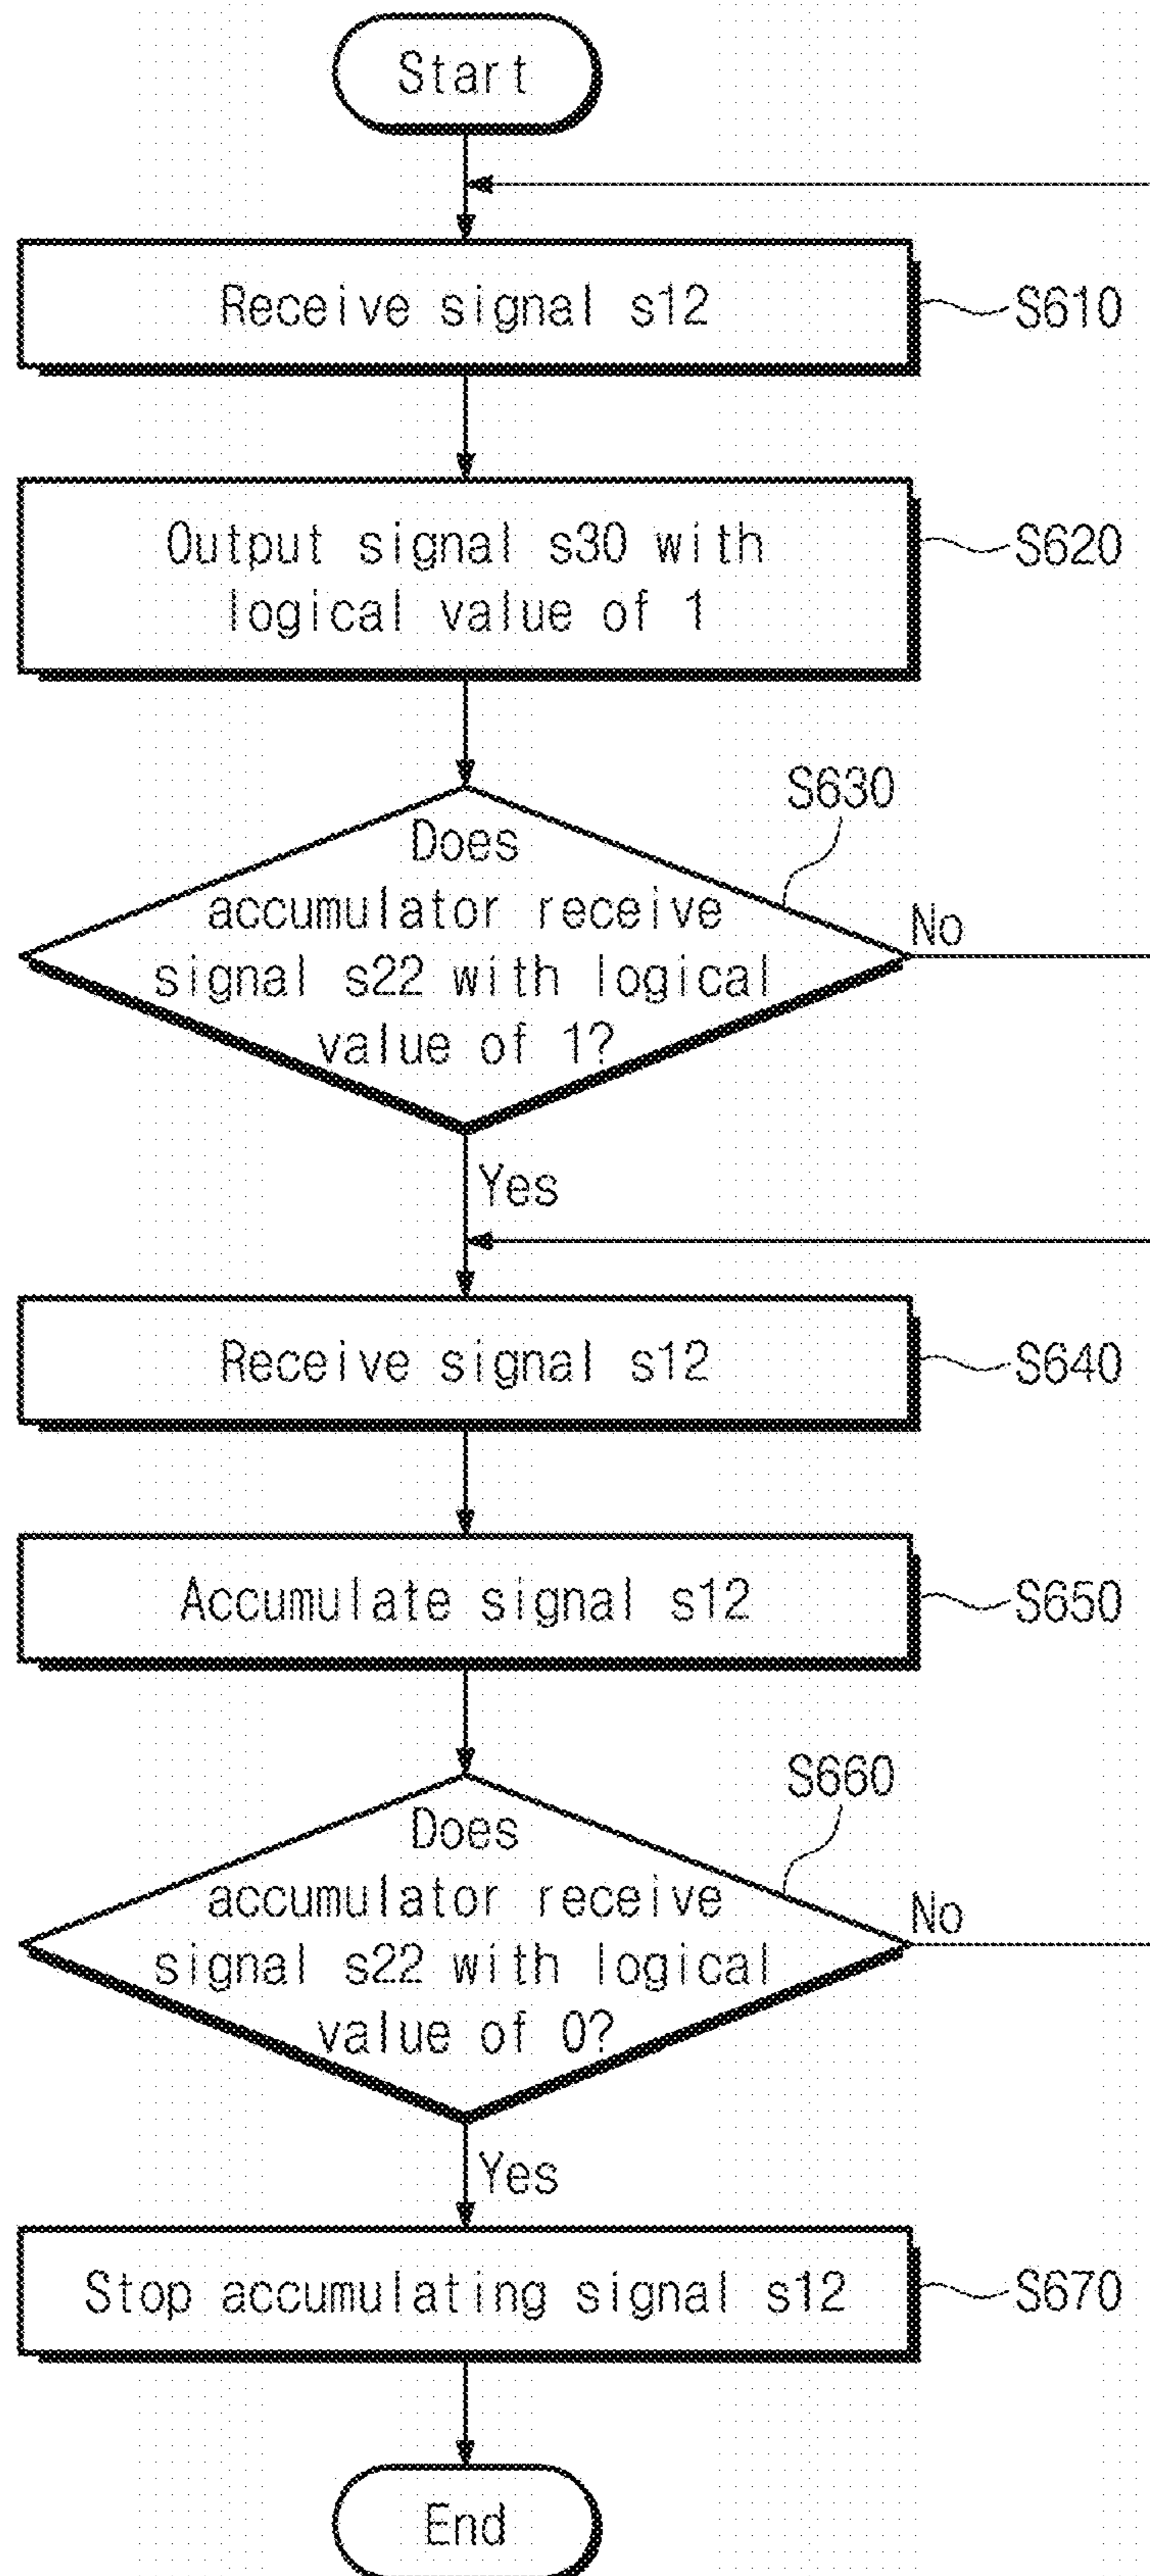 Start
Receive signal s12
S610
Output signal s30 with
logical value of 1
S620
S630
Does
accumulator receive
signal s22 with logical
value of 1?
No
Yes
Receive signal s12
S640
Accumulate signal s12
S650
S660
Does
accumulator receive
signal s22 with logical
value of 0?
No
Yes
Stop accumulating signal s12
S670
End